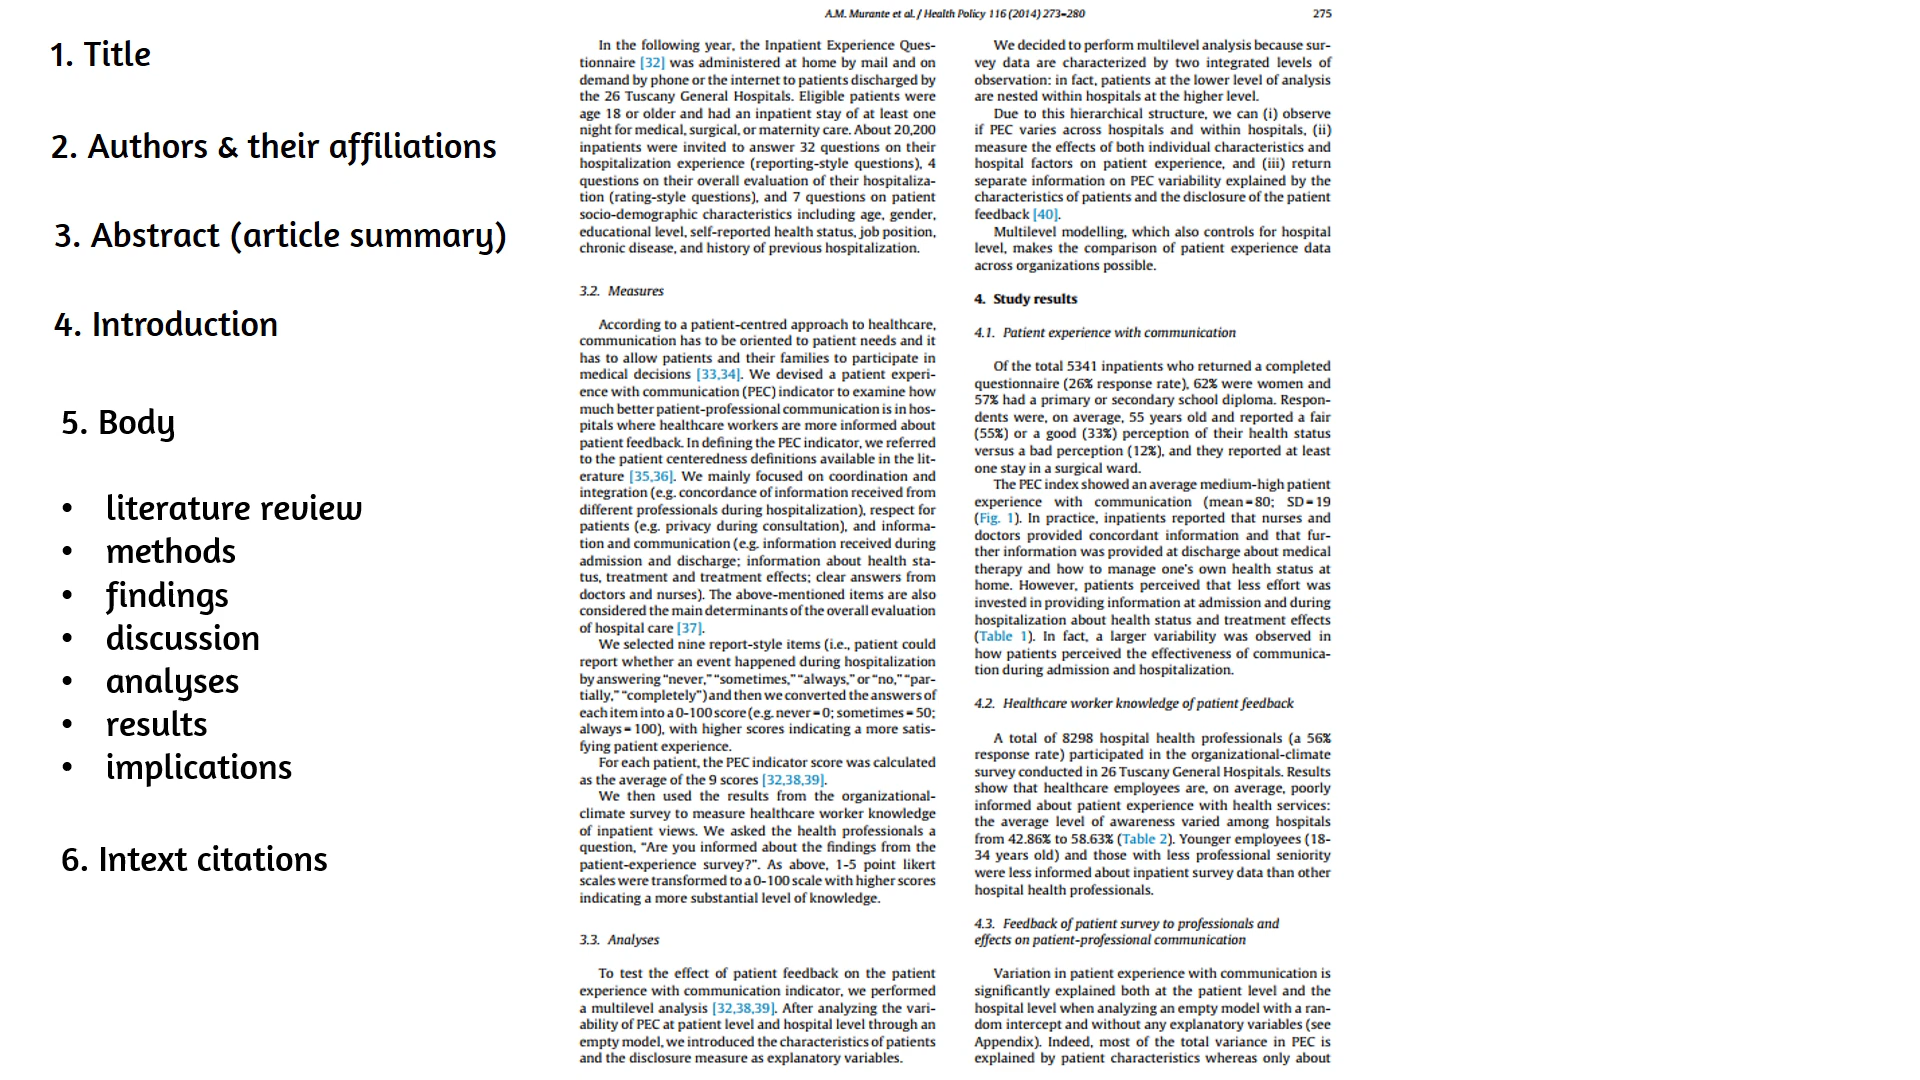 1. Title
2. Authors & their affiliations
3. Abstract (article summary)
4. Introduction
5. Body
• literature review
• methods
• findings
• discussion
• analyses
• results
• implications
6. Intext citations
A.M. Murante et al. / Health Policy 116 (2014) 273–280
275
In the following year, the Inpatient Experience Ques-
tionnaire [32] was administered at home by mail and on
demand by phone or the internet to patients discharged by
the 26 Tuscany General Hospitals. Eligible patients were
age 18 or older and had an inpatient stay of at least one
night for medical, surgical, or maternity care. About 20,200
inpatients were invited to answer 32 questions on their
hospitalization experience (reporting-style questions), 4
questions on their overall evaluation of their hospitaliza-
tion (rating-style questions), and 7 questions on patient
socio-demographic characteristics including age, gender,
educational level, self-reported health status, job position,
chronic disease, and history of previous hospitalization.
3.2. Measures
According to a patient-centred approach to healthcare,
communication has to be oriented to patient needs and it
has to allow patients and their families to participate in
medical decisions [33,34]. We devised a patient experi-
ence with communication (PEC) indicator to examine how
much better patient-professional communication is in hos-
pitals where healthcare workers are more informed about
patient feedback. In defining the PEC indicator, we referred
to the patient centeredness definitions available in the lit-
erature [35,36]. We mainly focused on coordination and
integration (e.g. concordance of information received from
different professionals during hospitalization), respect for
patients (e.g. privacy during consultation), and informa-
tion and communication (e.g. information received during
admission and discharge; information about health sta-
tus, treatment and treatment effects; clear answers from
doctors and nurses). The above-mentioned items are also
considered the main determinants of the overall evaluation
of hospital care [37].
We selected nine report-style items (i.e., patient could
report whether an event happened during hospitalization
by answering “never,” “sometimes,” “always,” or “no,” “par-
tially,” “completely”) and then we converted the answers of
each item into a 0-100 score (e.g. never = 0; sometimes = 50;
always = 100), with higher scores indicating a more satis-
fying patient experience.
For each patient, the PEC indicator score was calculated
as the average of the 9 scores [32,38,39].
We then used the results from the organizational-
climate survey to measure healthcare worker knowledge
of inpatient views. We asked the health professionals a
question, “Are you informed about the findings from the
patient-experience survey?”. As above, 1-5 point likert
scales were transformed to a 0-100 scale with higher scores
indicating a more substantial level of knowledge.
3.3. Analyses
To test the effect of patient feedback on the patient
experience with communication indicator, we performed
a multilevel analysis [32,38,39]. After analyzing the vari-
ability of PEC at patient level and hospital level through an
empty model, we introduced the characteristics of patients
and the disclosure measure as explanatory variables.
We decided to perform multilevel analysis because sur-
vey data are characterized by two integrated levels of
observation: in fact, patients at the lower level of analysis
are nested within hospitals at the higher level.
Due to this hierarchical structure, we can (i) observe
if PEC varies across hospitals and within hospitals, (ii)
measure the effects of both individual characteristics and
hospital factors on patient experience, and (iii) return
separate information on PEC variability explained by the
characteristics of patients and the disclosure of the patient
feedback [40].
Multilevel modelling, which also controls for hospital
level, makes the comparison of patient experience data
across organizations possible.
4. Study results
4.1. Patient experience with communication
Of the total 5341 inpatients who returned a completed
questionnaire (26% response rate), 62% were women and
57% had a primary or secondary school diploma. Respon-
dents were, on average, 55 years old and reported a fair
(55%) or a good (33%) perception of their health status
versus a bad perception (12%), and they reported at least
one stay in a surgical ward.
The PEC index showed an average medium-high patient
experience with communication (mean = 80; SD = 19
(Fig. 1). In practice, inpatients reported that nurses and
doctors provided concordant information and that fur-
ther information was provided at discharge about medical
therapy and how to manage one's own health status at
home. However, patients perceived that less effort was
invested in providing information at admission and during
hospitalization about health status and treatment effects
(Table 1). In fact, a larger variability was observed in
how patients perceived the effectiveness of communica-
tion during admission and hospitalization.
4.2. Healthcare worker knowledge of patient feedback
A total of 8298 hospital health professionals (a 56%
response rate) participated in the organizational-climate
survey conducted in 26 Tuscany General Hospitals. Results
show that healthcare employees are, on average, poorly
informed about patient experience with health services:
the average level of awareness varied among hospitals
from 42.86% to 58.63% (Table 2). Younger employees (18-
34 years old) and those with less professional seniority
were less informed about inpatient survey data than other
hospital health professionals.
4.3. Feedback of patient survey to professionals and
effects on patient-professional communication
Variation in patient experience with communication is
significantly explained both at the patient level and the
hospital level when analyzing an empty model with a ran-
dom intercept and without any explanatory variables (see
Appendix). Indeed, most of the total variance in PEC is
explained by patient characteristics whereas only about